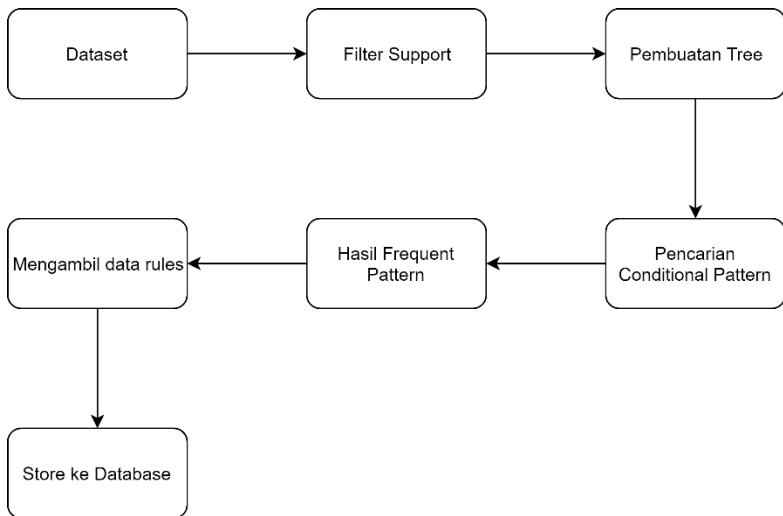 Dataset
Filter Support
Pembuatan Tree
Pencarian
Conditional Pattern
Hasil Frequent
Pattern
Mengambil data rules
Store ke Database